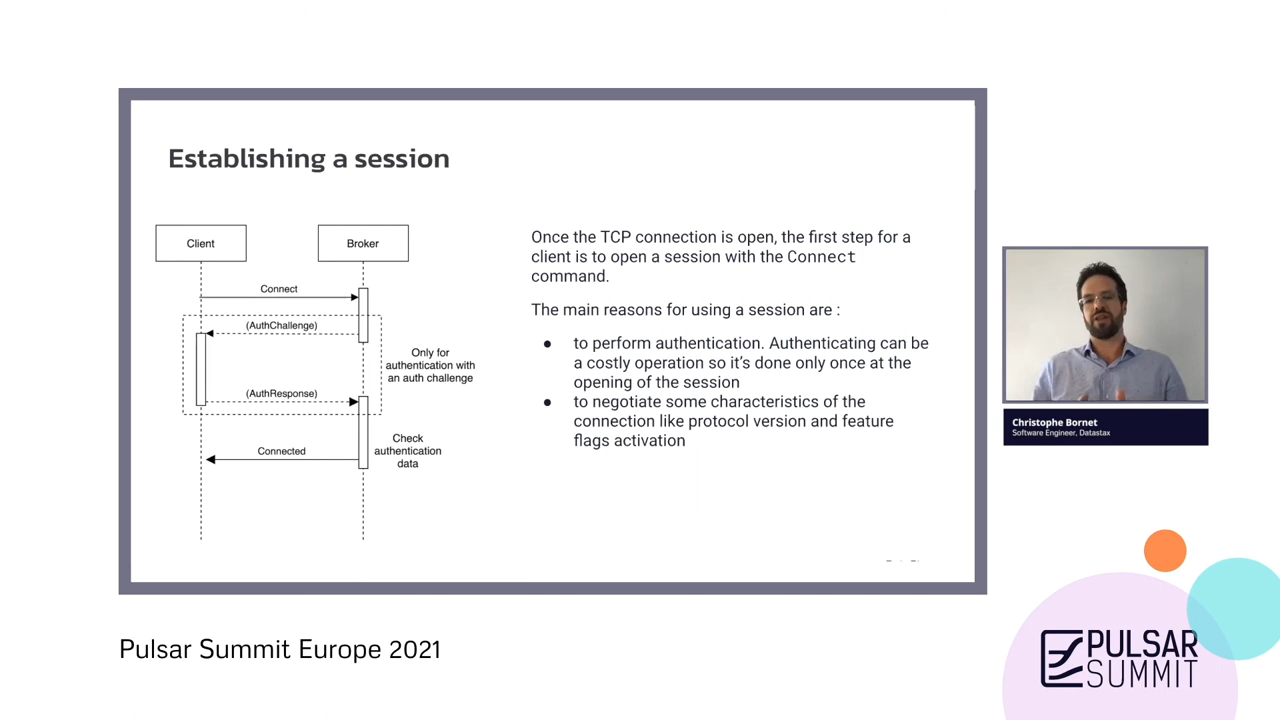 Establishing a session
Client
Broker
Connect
(AuthChallenge)
Only for
authentication with
an auth challenge
(AuthResponse)
Check
authentication
data
Connected
Once the TCP connection is open, the first step for a
client is to open a session with the Connect
command.
The main reasons for using a session are :
● to perform authentication. Authenticating can be
a costly operation so it's done only once at the
opening of the session
● to negotiate some characteristics of the
connection like protocol version and feature
flags activation
Christophe Bornet
Software Engineer, Datastax
Pulsar Summit Europe 2021
PULSAR
SUMMIT